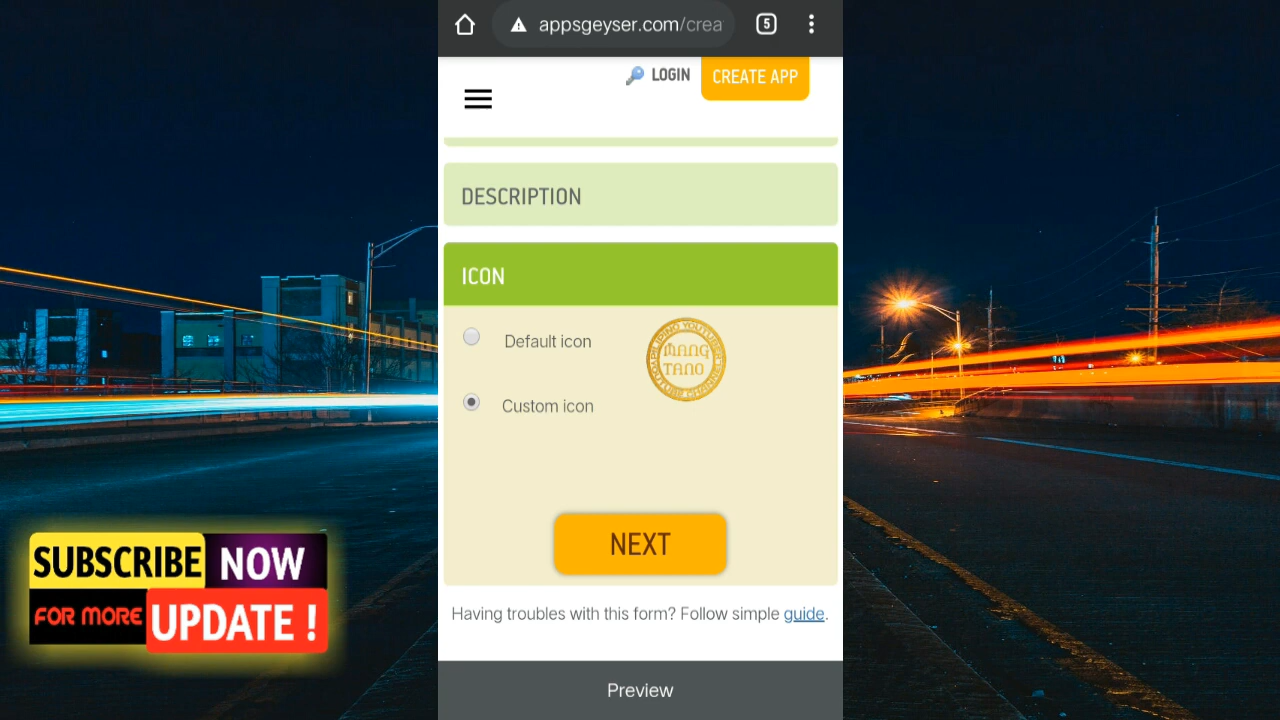 appsgeyser.com/crea
5
LOGIN
CREATE APP
DESCRIPTION
ICON
Default icon
MANG
TANO
Custom icon
NEXT
SUBSCRIBE NOW
FOR MORE UPDATE !
Having troubles with this form? Follow simple guide.
Preview